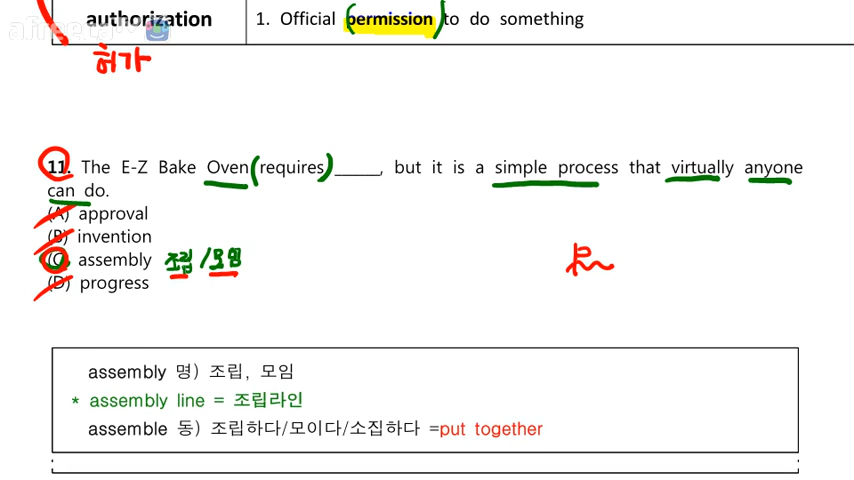 authorization 1. Official (permission) to do something
afreeca
허가
11. The E-Z Bake Oven (requires) _____, but it is a simple process that virtually anyone
can do.
(A) approval
(B) invention
(C) assembly 조립 / 모임
(D) progress
assembly 명) 조립, 모임
* assembly line = 조립라인
assemble 동) 조립하다/모이다/소집하다 =put together